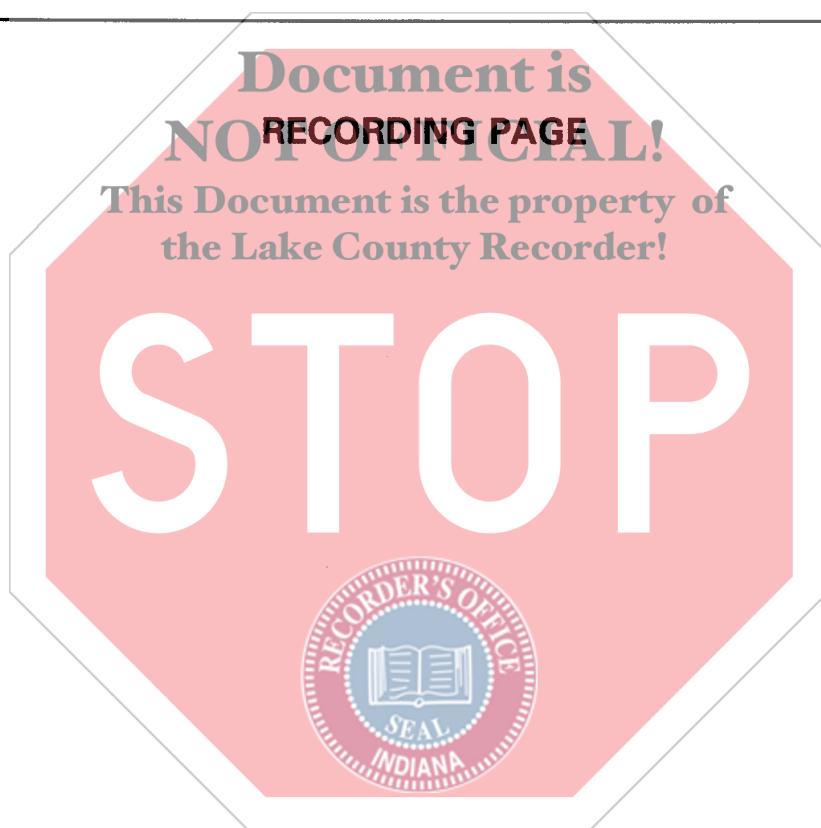 Document is
NOT OFFICIAL!
RECORDING PAGE
This Document is the property of
the Lake County Recorder!
STOP
RECORDER'S OFFICE
SEAL
INDIANA